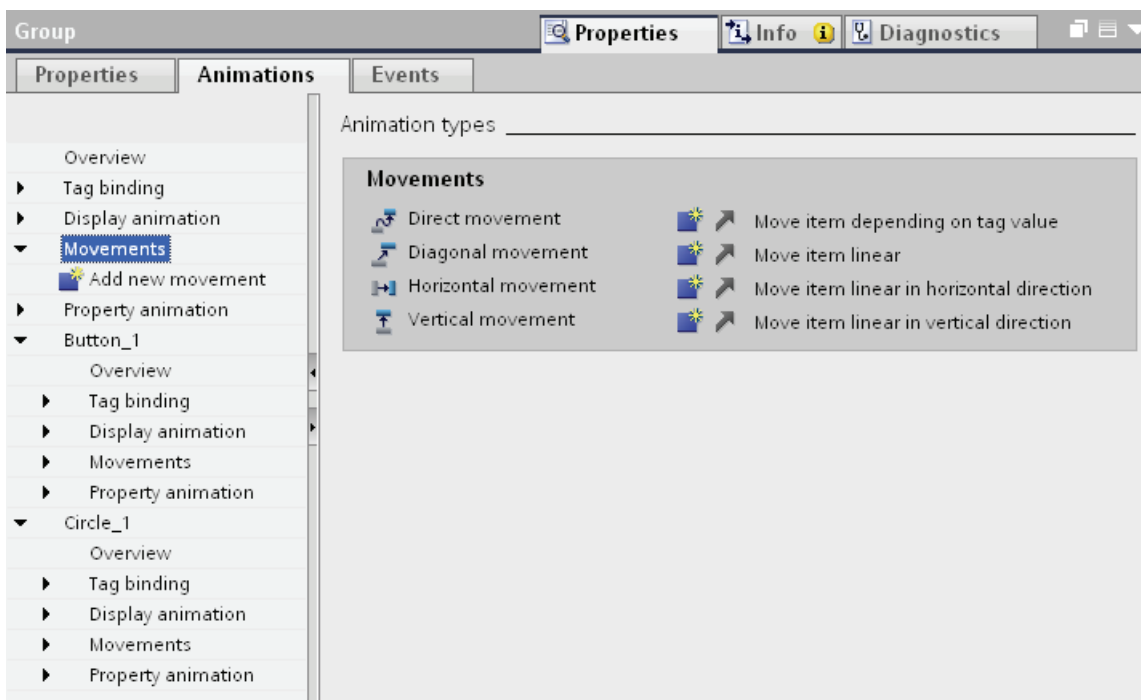 Group
Properties
Info
Diagnostics
Properties
Animations
Events
Overview
Tag binding
Display animation
Movements
Add new movement
Property animation
Button_1
Overview
Tag binding
Display animation
Movements
Property animation
Circle_1
Overview
Tag binding
Display animation
Movements
Property animation
Animation types
Movements
Direct movement Move item depending on tag value
Diagonal movement Move item linear
Horizontal movement Move item linear in horizontal direction
Vertical movement Move item linear in vertical direction